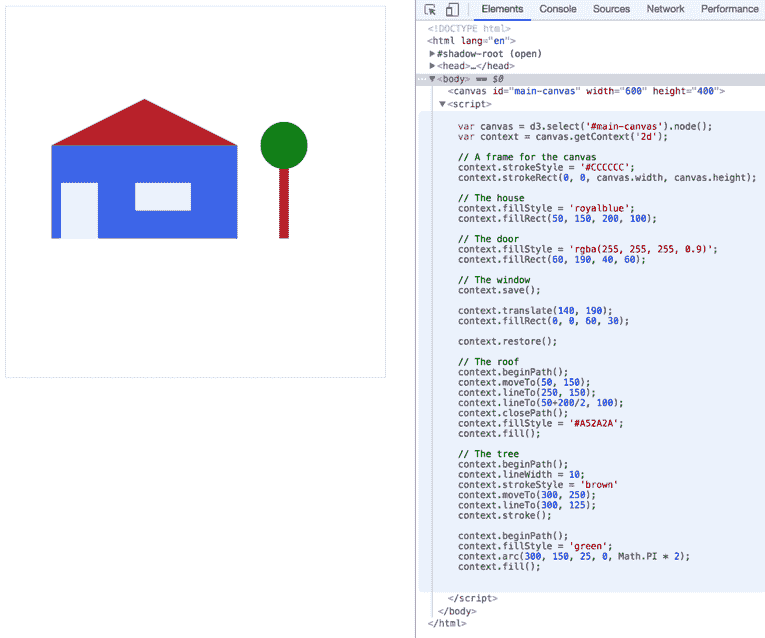 Elements Console Sources Network Performance
<!DOCTYPE html>
<html lang="en">
#shadow-root (open)
<head>…</head>
<body> == $0
<canvas id="main-canvas" width="600" height="400">
<script>
var canvas = d3.select('#main-canvas').node();
var context = canvas.getContext('2d');
// A frame for the canvas
context.strokeStyle = '#CCCCCC';
context.strokeRect(0, 0, canvas.width, canvas.height);
// The house
context.fillStyle = 'royalblue';
context.fillRect(50, 150, 200, 100);
// The door
context.fillStyle = 'rgba(255, 255, 255, 0.9)';
context.fillRect(60, 190, 40, 60);
// The window
context.save();
context.translate(140, 190);
context.fillRect(0, 0, 60, 30);
context.restore();
// The roof
context.beginPath();
context.moveTo(50, 150);
context.lineTo(250, 150);
context.lineTo(50+200/2, 100);
context.closePath();
context.fillStyle = '#A52A2A';
context.fill();
// The tree
context.beginPath();
context.lineWidth = 10;
context.strokeStyle = 'brown'
context.moveTo(300, 250);
context.lineTo(300, 125);
context.stroke();
context.beginPath();
context.fillStyle = 'green';
context.arc(300, 150, 25, 0, Math.PI * 2);
context.fill();
</script>
</body>
</html>